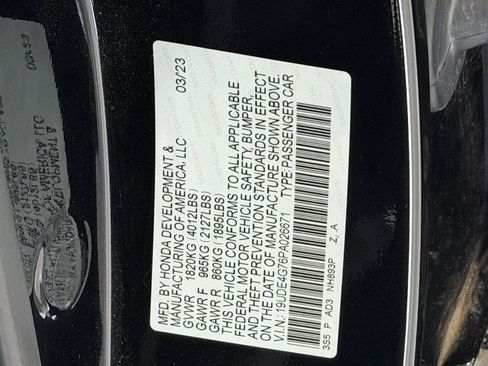 MFD. BY HONDA DEVELOPMENT &
MANUFACTURING OF AMERICA, LLC 03/23
GVWR 1820KG (4012LBS)
GAWR F 965KG (2127LBS)
GAWR R 860KG (1895LBS)
THIS VEHICLE CONFORMS TO ALL APPLICABLE
FEDERAL MOTOR VEHICLE SAFETY BUMPER,
AND THEFT PREVENTION STANDARDS IN EFFECT
ON THE DATE OF MANUFACTURE SHOWN ABOVE.
V.I.N.: 19UDE4G76PA026671 TYPE: PASSENGER CAR
3S5 P AD3 NH893P Z _A